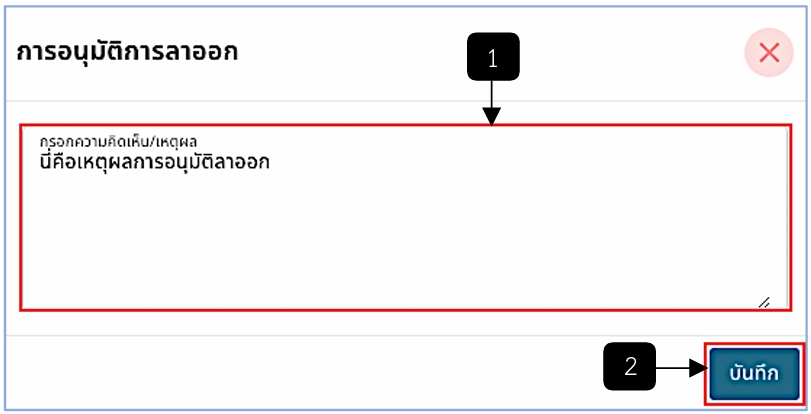 การอนุมัติการลาออก
1
กรอกความคิดเห็น/เหตุผล
นี่คือเหตุผลการอนุมัติลาออก
2
บันทึก